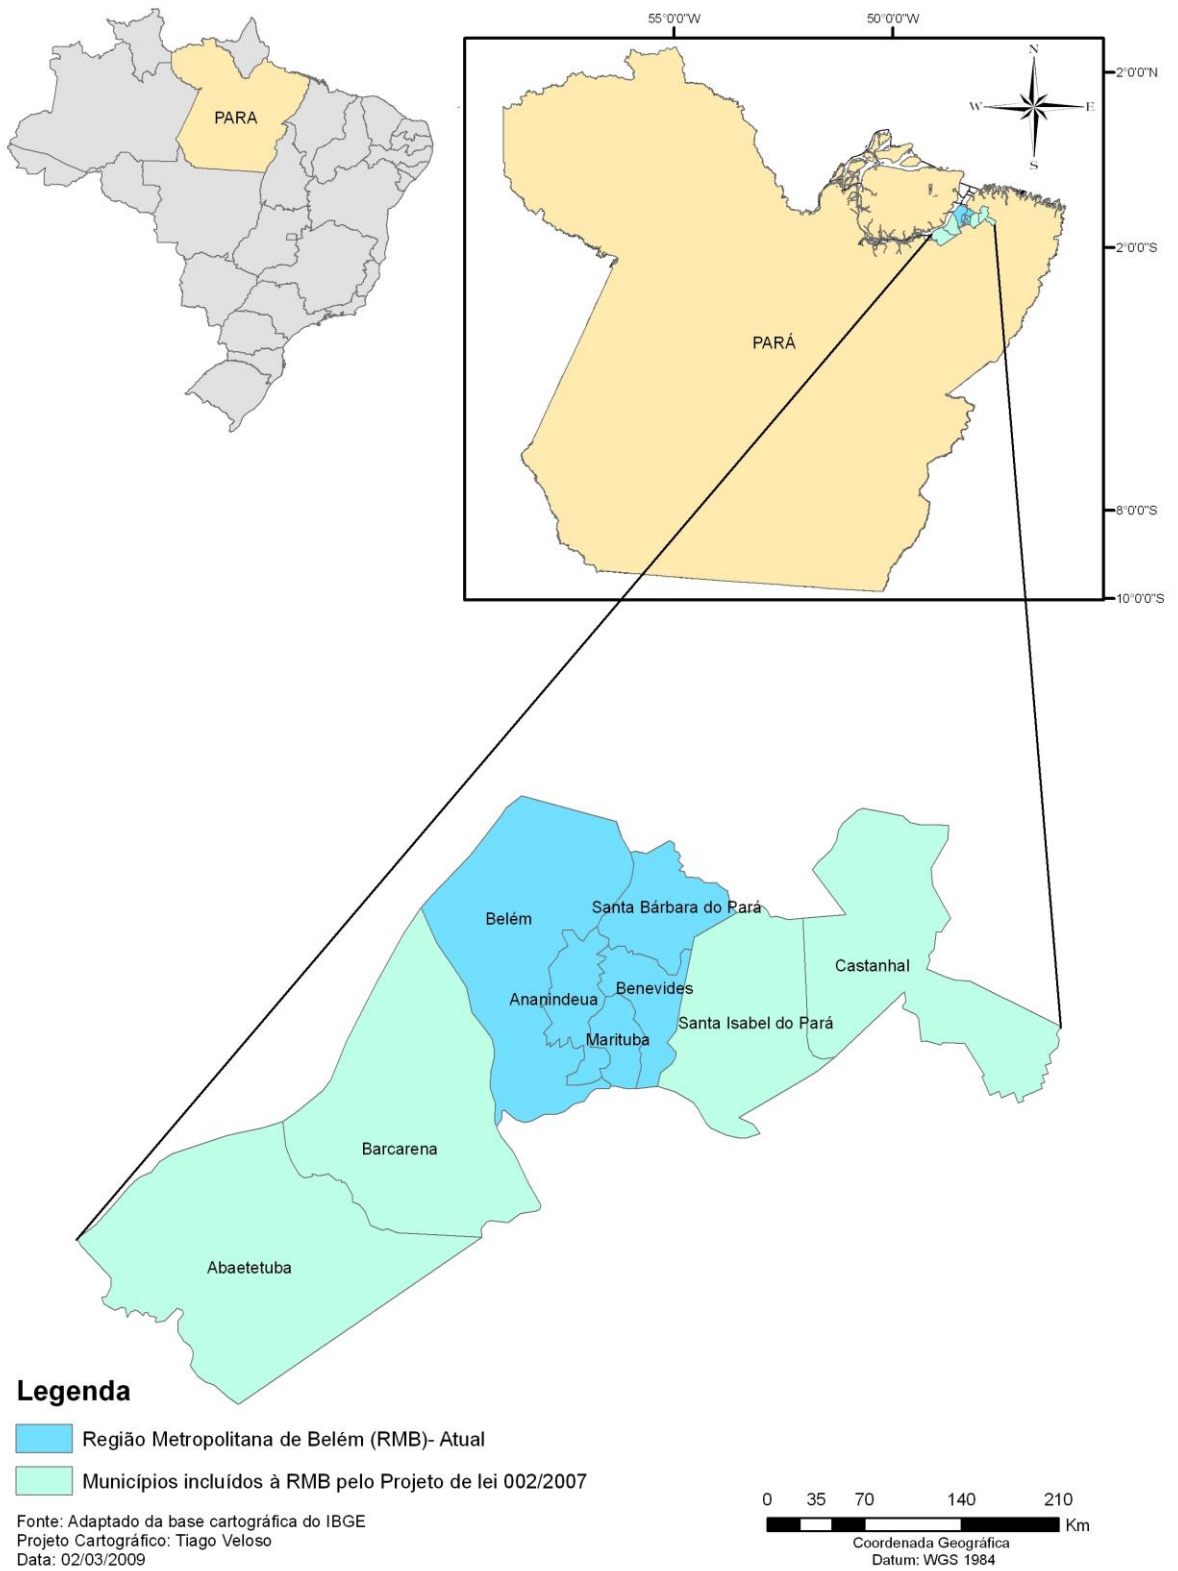 55°0'0"W 50°0'0"W
N
2°0'0"N
W E
S
PARA
2°0'0"S
PARÁ
8°0'0"S
10°0'0"S
Santa Bárbara do Pará
Belém
Castanhal
Benevides
Ananindeua
Santa Isabel do Pará
Marituba
Barcarena
Abaetetuba
Legenda
Região Metropolitana de Belém (RMB)- Atual
Municípios incluídos à RMB pelo Projeto de lei 002/2007
0 35 70 140 210
Km
Fonte: Adaptado da base cartográfica do IBGE
Projeto Cartográfico: Tiago Veloso
Data: 02/03/2009
Coordenada Geográfica
Datum: WGS 1984